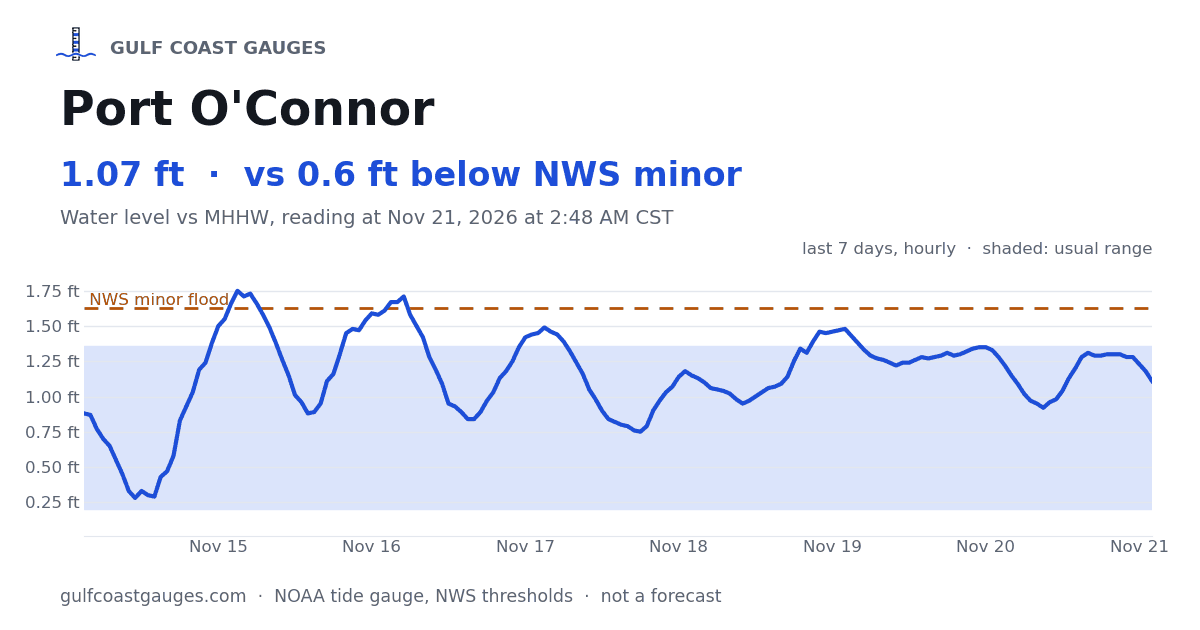 GULF COAST GAUGES
Port O'Connor
1.07 ft · vs 0.6 ft below NWS minor
Water level vs MHHW, reading at Nov 21, 2026 at 2:48 AM CST
last 7 days, hourly · shaded: usual range
1.75 ft
NWS minor flood
1.50 ft
1.25 ft
1.00 ft
0.75 ft
0.50 ft
0.25 ft
Nov 15 Nov 16 Nov 17 Nov 18 Nov 19 Nov 20 Nov 21
gulfcoastgauges.com · NOAA tide gauge, NWS thresholds · not a forecast